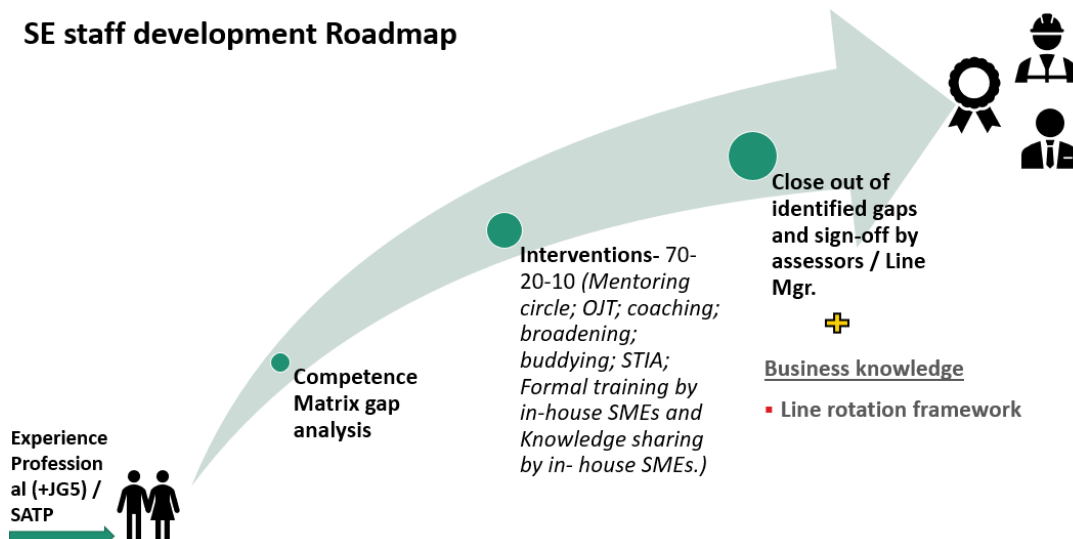 SE staff development Roadmap
Close out of
identified gaps
and sign-off by
assessors / Line
Mgr.
Interventions- 70-
20-10 (Mentoring
circle; OJT; coaching;
broadening;
buddying; STIA;
Formal training by
in-house SMEs and
Knowledge sharing
by in- house SMEs.)
Business knowledge
▪ Line rotation framework
Competence
Matrix gap
analysis
Experience
Profession
al (+JG5) /
SATP